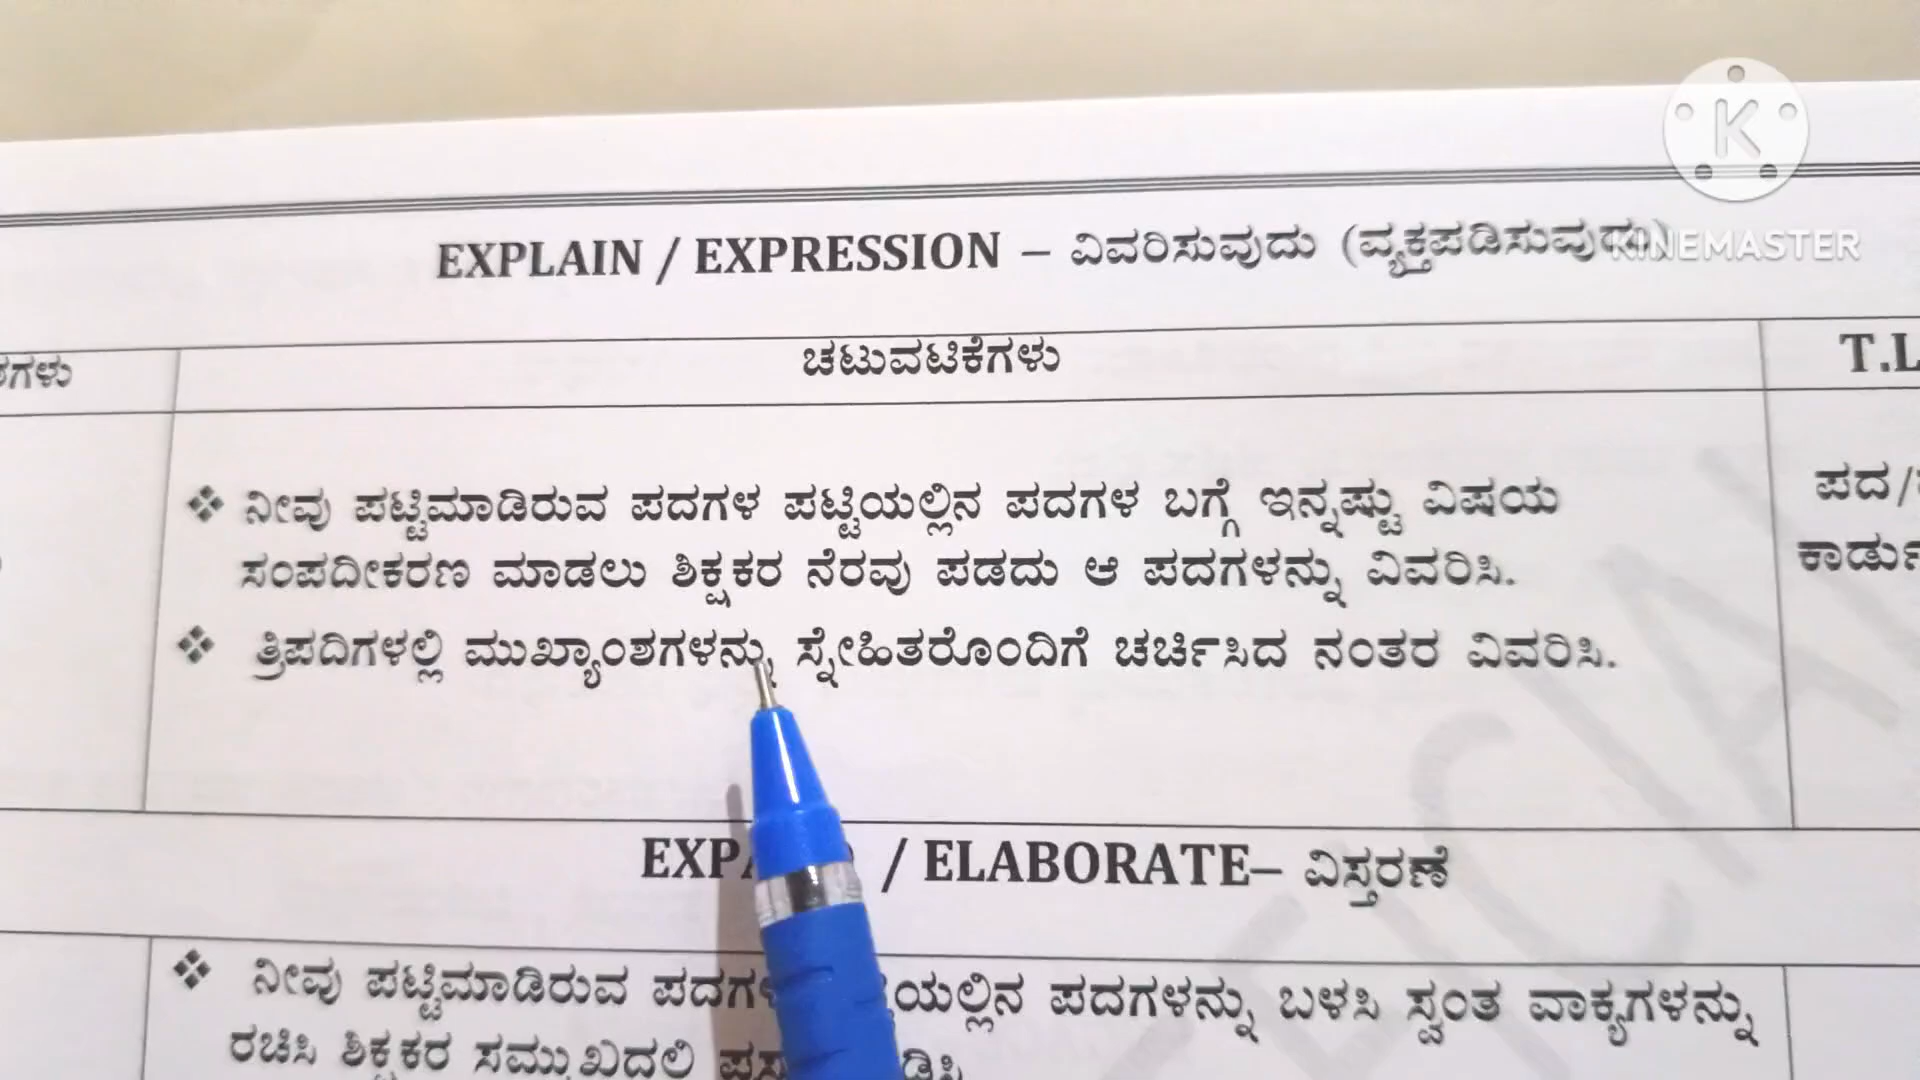 K
KINEMASTER
EXPLAIN / EXPRESSION – ವಿವರಿಸುವುದು (ವ್ಯಕ್ತಪಡಿಸುವುದು)
ಚಟುವಟಿಕೆಗಳು
T.L
❖ ನೀವು ಪಟ್ಟಿಮಾಡಿರುವ ಪದಗಳ ಪಟ್ಟಿಯಲ್ಲಿನ ಪದಗಳ ಬಗ್ಗೆ ಇನ್ನಷ್ಟು ವಿಷಯ
ಪದ/
ಸಂಪದೀಕರಣ ಮಾಡಲು ಶಿಕ್ಷಕರ ನೆರವು ಪಡದು ಆ ಪದಗಳನ್ನು ವಿವರಿಸಿ.
❖ ತ್ರಿಪದಿಗಳಲ್ಲಿ ಮುಖ್ಯಾಂಶಗಳನ್ನು ಸ್ನೇಹಿತರೊಂದಿಗೆ ಚರ್ಚಿಸಿದ ನಂತರ ವಿವರಿಸಿ.
/ ELABORATE– ವಿಸ್ತರಣೆ
❖ ನೀವು ಪಟ್ಟಿಮಾಡಿರುವ ಪದಗಳನ್ನು ಬಳಸಿ ಸ್ವಂತ ವಾಕ್ಯಗಳನ್ನು
ರಚಿಸಿ ಶಿಕ್ಷಕರ ಸಮ್ಮುಖದಲಿ